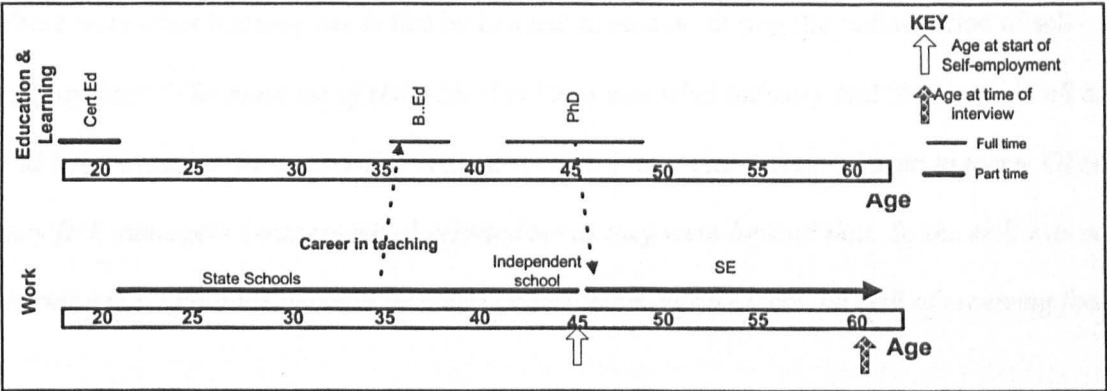 KEY
Age at start of
Self-employment
Age at time of
interview
Full time
Part time
Education &
Learning
Cert Ed
B..Ed
PhD
20 25 30 35 40 45 50 55 60
Age
Career in teaching
Work
State Schools
Independent
school
SE
20 25 30 35 40 45 50 55 60
Age